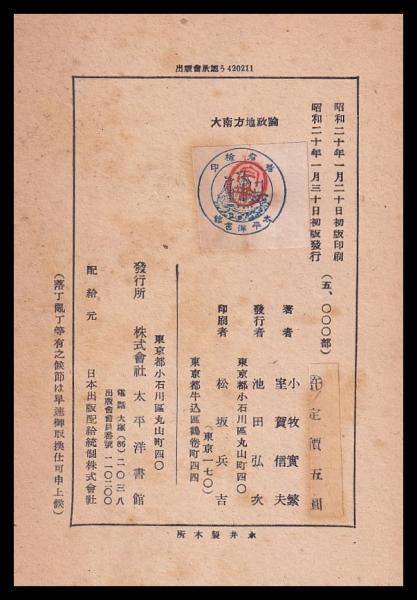 出版會承認う420211
大南方地政論
昭和二十年一月二十日初版印刷
昭和二十年一月三十日初版發行
(五、〇〇〇部)
定價五圓
著者 小牧實繁
室賀信夫
發行者 池田弘次
東京都小石川區丸山町四〇
印刷者 松坂兵吉
(東京一七〇)
東京都牛込區鶴卷町四四
東京都小石川區丸山町四〇
發行所 株式會社 太平洋書館
電話大塚(86)二〇三八
出版會會員番號一一〇二〇〇
配給元 日本出版配給統制株式會社
(落丁亂丁等有之候節は早速御取換仕可申上候)
永井製本所